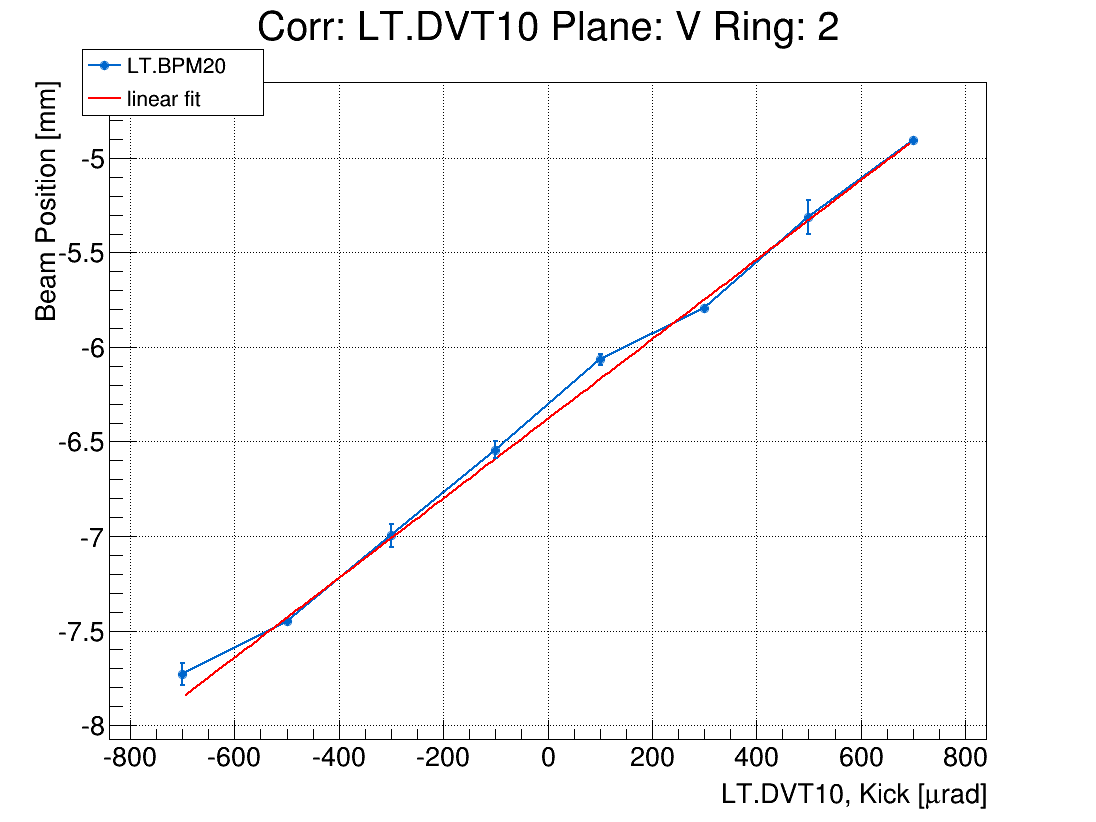 Corr: LT.DVT10 Plane: V Ring: 2
LT.BPM20
linear fit
Beam Position [mm]
-5
-5.5
-6
-6.5
-7
-7.5
-8
-800 -600 -400 -200 0 200 400 600 800
LT.DVT10, Kick [μrad]